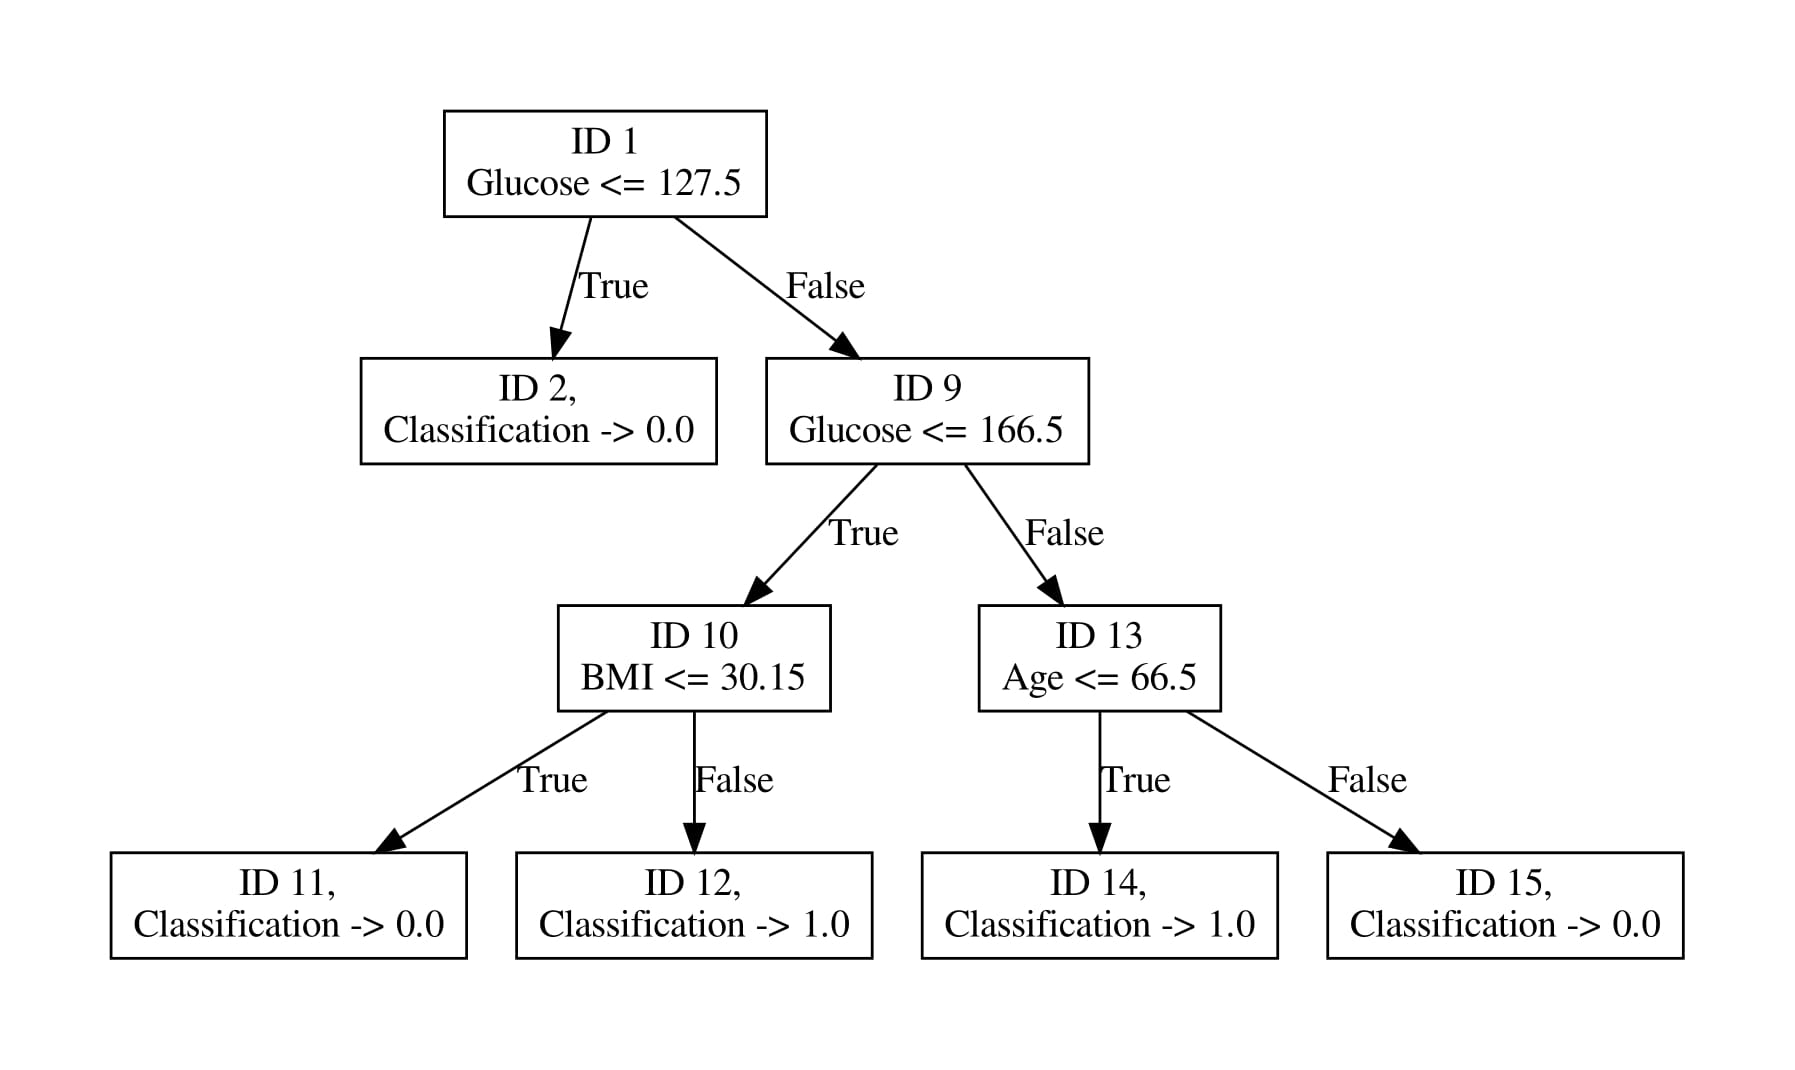 ID 1
Glucose <= 127.5
True
False
ID 2,
Classification -> 0.0
ID 9
Glucose <= 166.5
True
False
ID 10
BMI <= 30.15
ID 13
Age <= 66.5
True
False
True
False
ID 11,
Classification -> 0.0
ID 12,
Classification -> 1.0
ID 14,
Classification -> 1.0
ID 15,
Classification -> 0.0